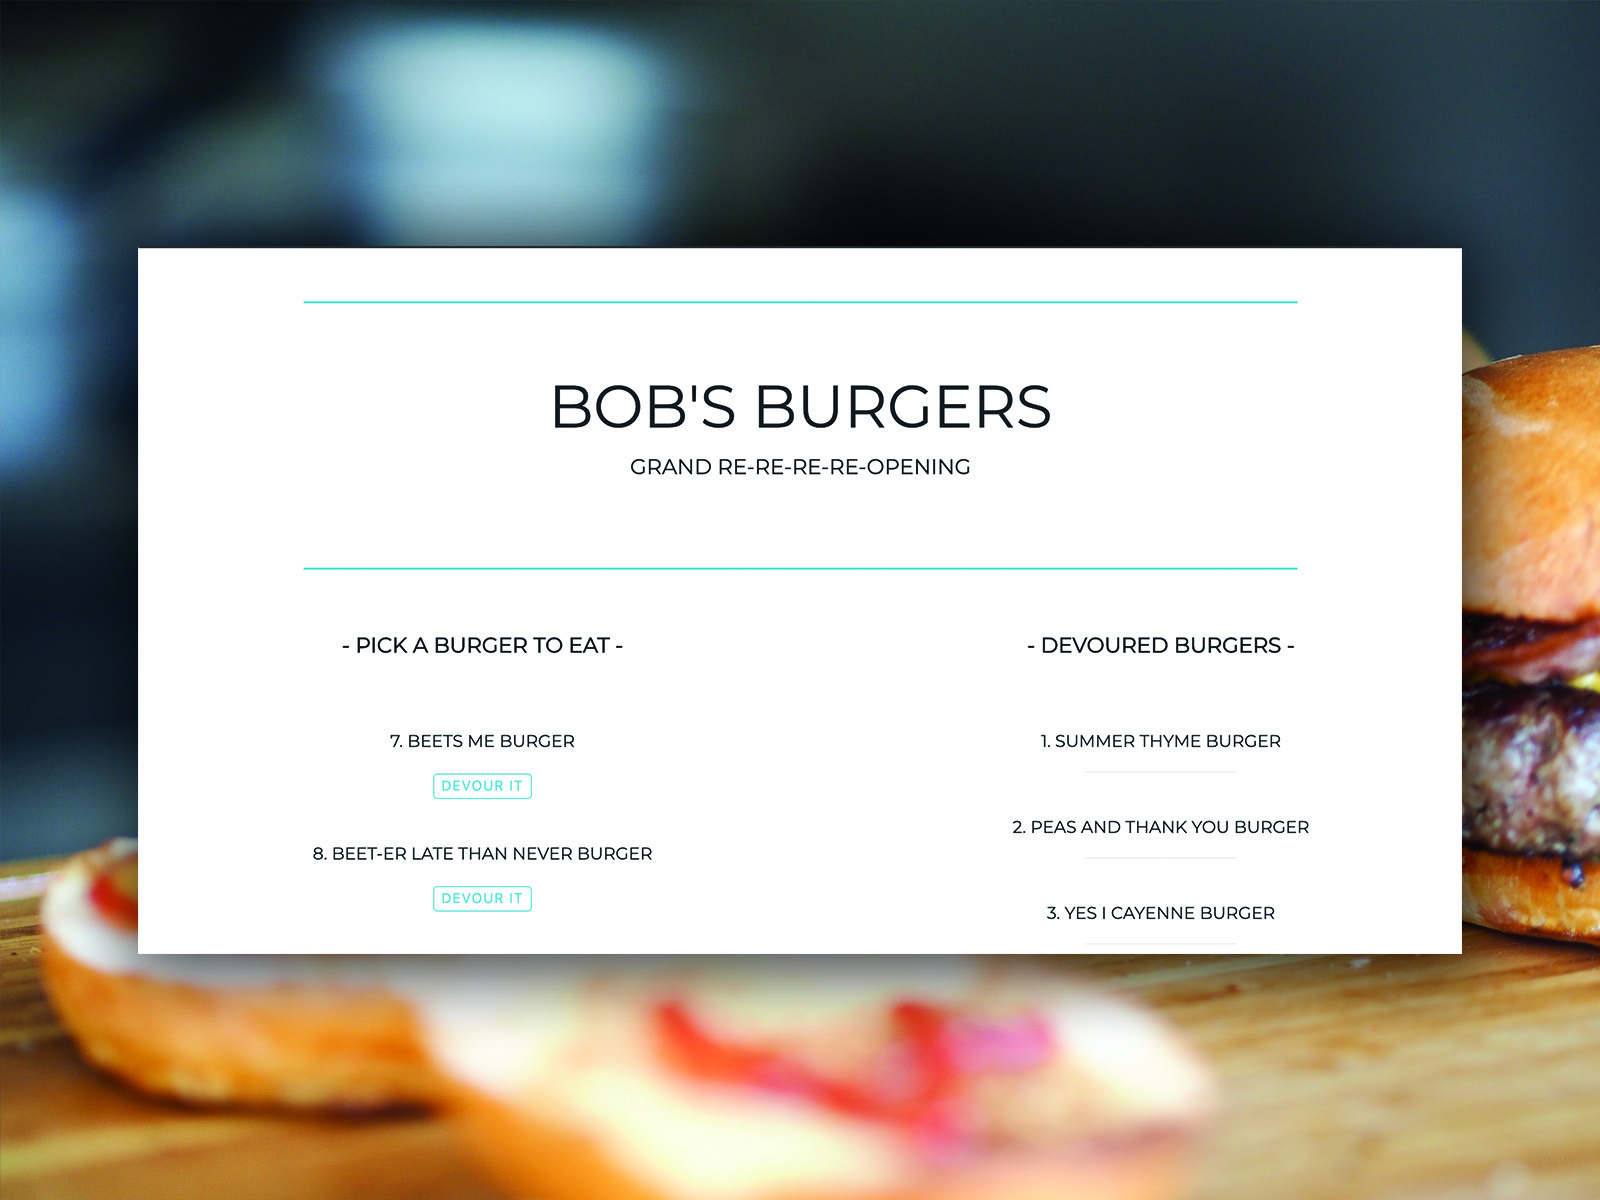 BOB'S BURGERS
GRAND RE-RE-RE-RE-OPENING
- PICK A BURGER TO EAT -
7. BEETS ME BURGER
DEVOUR IT
8. BEET-ER LATE THAN NEVER BURGER
DEVOUR IT
- DEVOURED BURGERS -
1. SUMMER THYME BURGER
2. PEAS AND THANK YOU BURGER
3. YES I CAYENNE BURGER